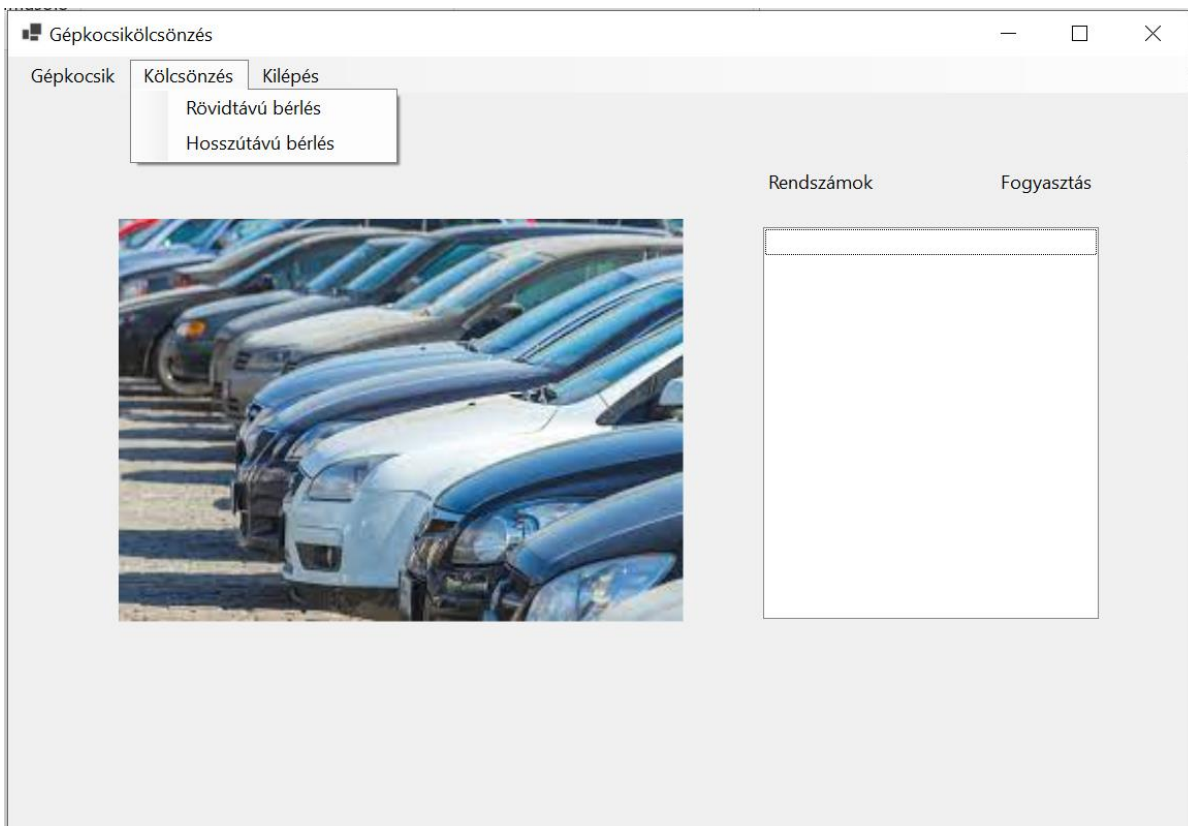 Gépkocsikölcsönzés
Gépkocsik Kölcsönzés Kilépés
Rövidtávú bérlés
Hosszútávú bérlés
Rendszámok Fogyasztás